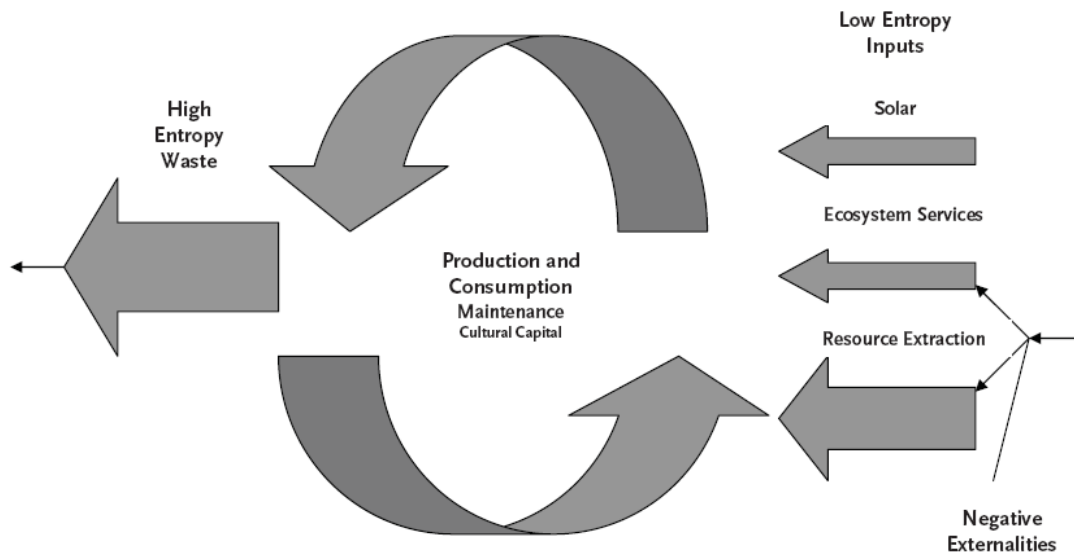 Low Entropy
Inputs
High
Entropy
Waste
Solar
Ecosystem Services
Production and
Consumption
Maintenance
Cultural Capital
Resource Extraction
Negative
Externalities